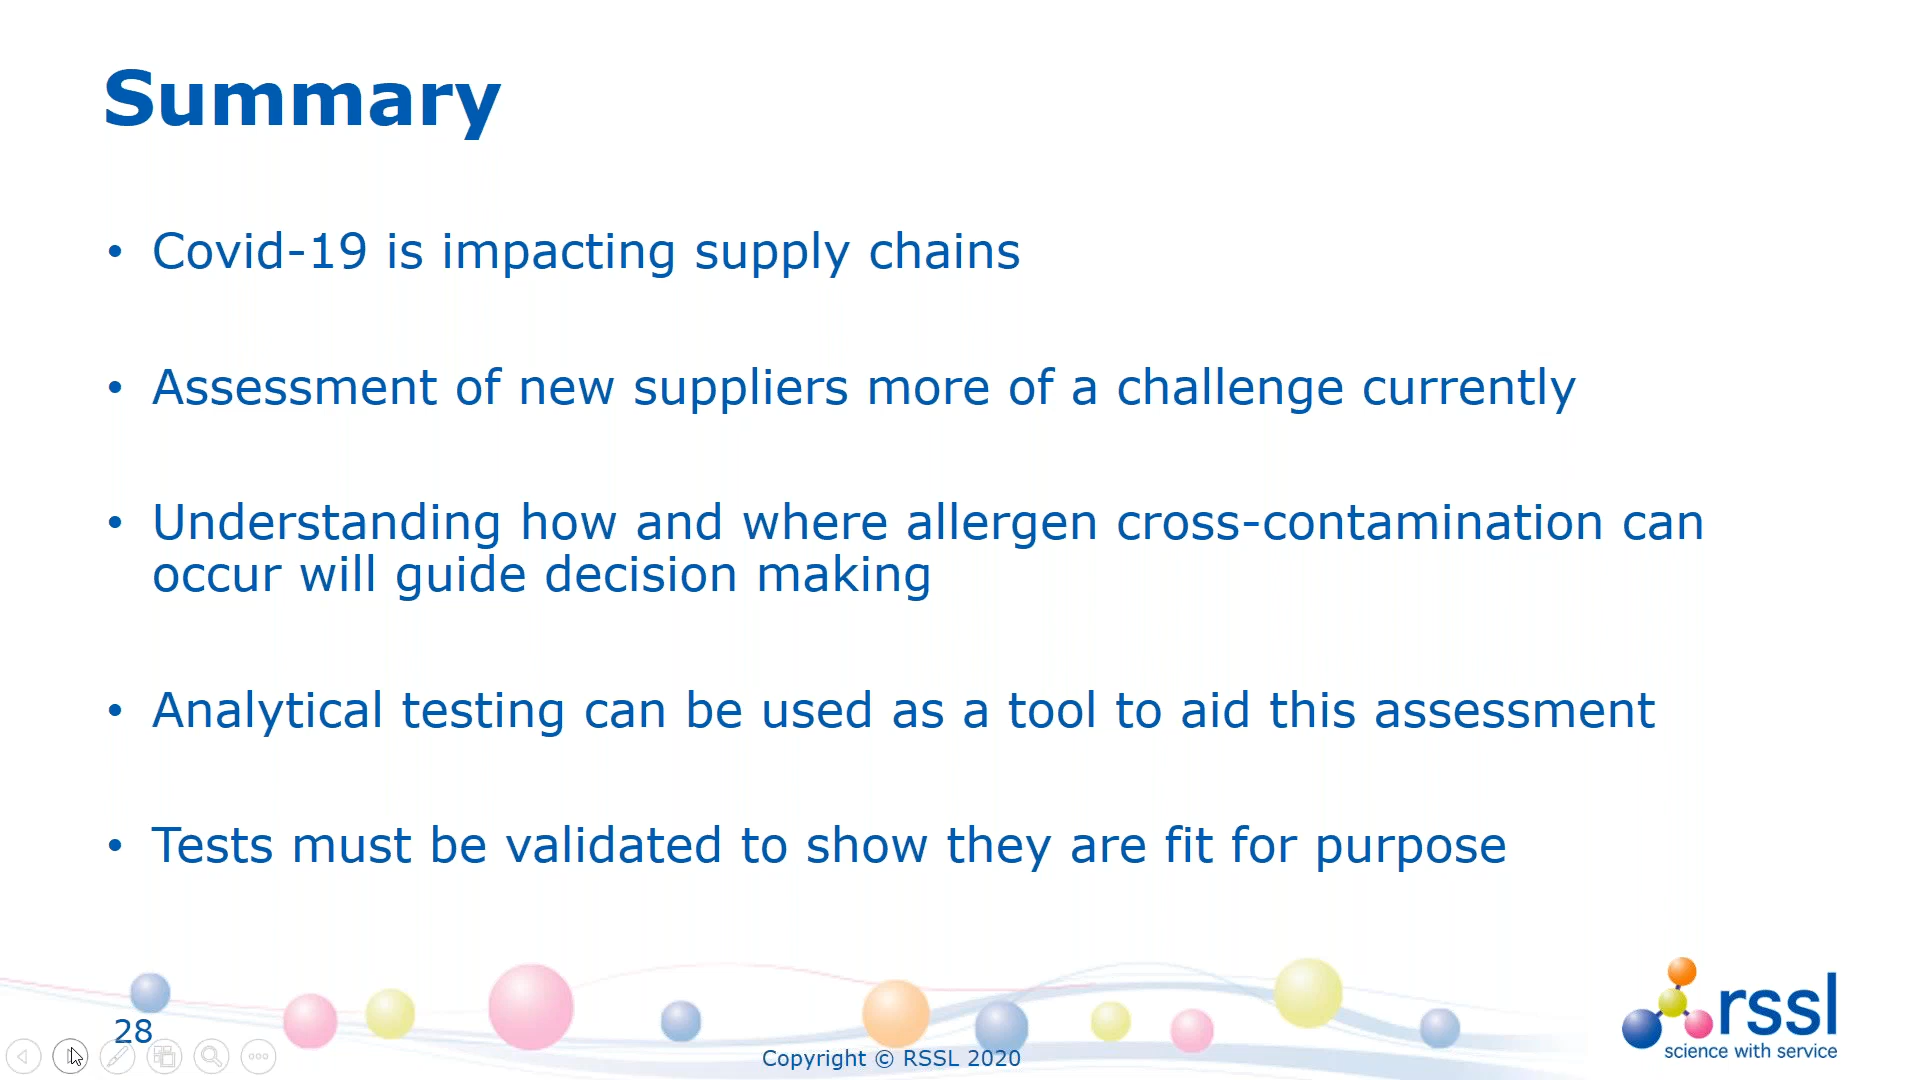 Summary
• Covid-19 is impacting supply chains
• Assessment of new suppliers more of a challenge currently
• Understanding how and where allergen cross-contamination can
occur will guide decision making
• Analytical testing can be used as a tool to aid this assessment
• Tests must be validated to show they are fit for purpose
28
Copyright © RSSL 2020
rssl
science with service